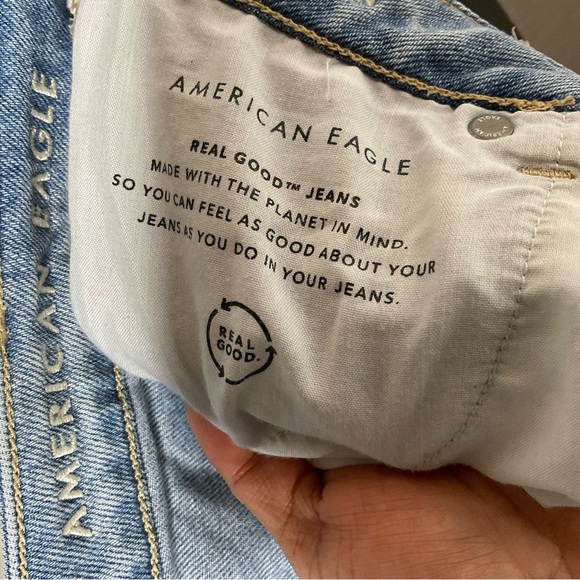 AMERICAN EAGLE
AMERICAN EAGLE
REAL GOOD™ JEANS
MADE WITH THE PLANET IN MIND.
SO YOU CAN FEEL AS GOOD ABOUT YOUR
JEANS AS YOU DO IN YOUR JEANS.
REAL
GOOD.